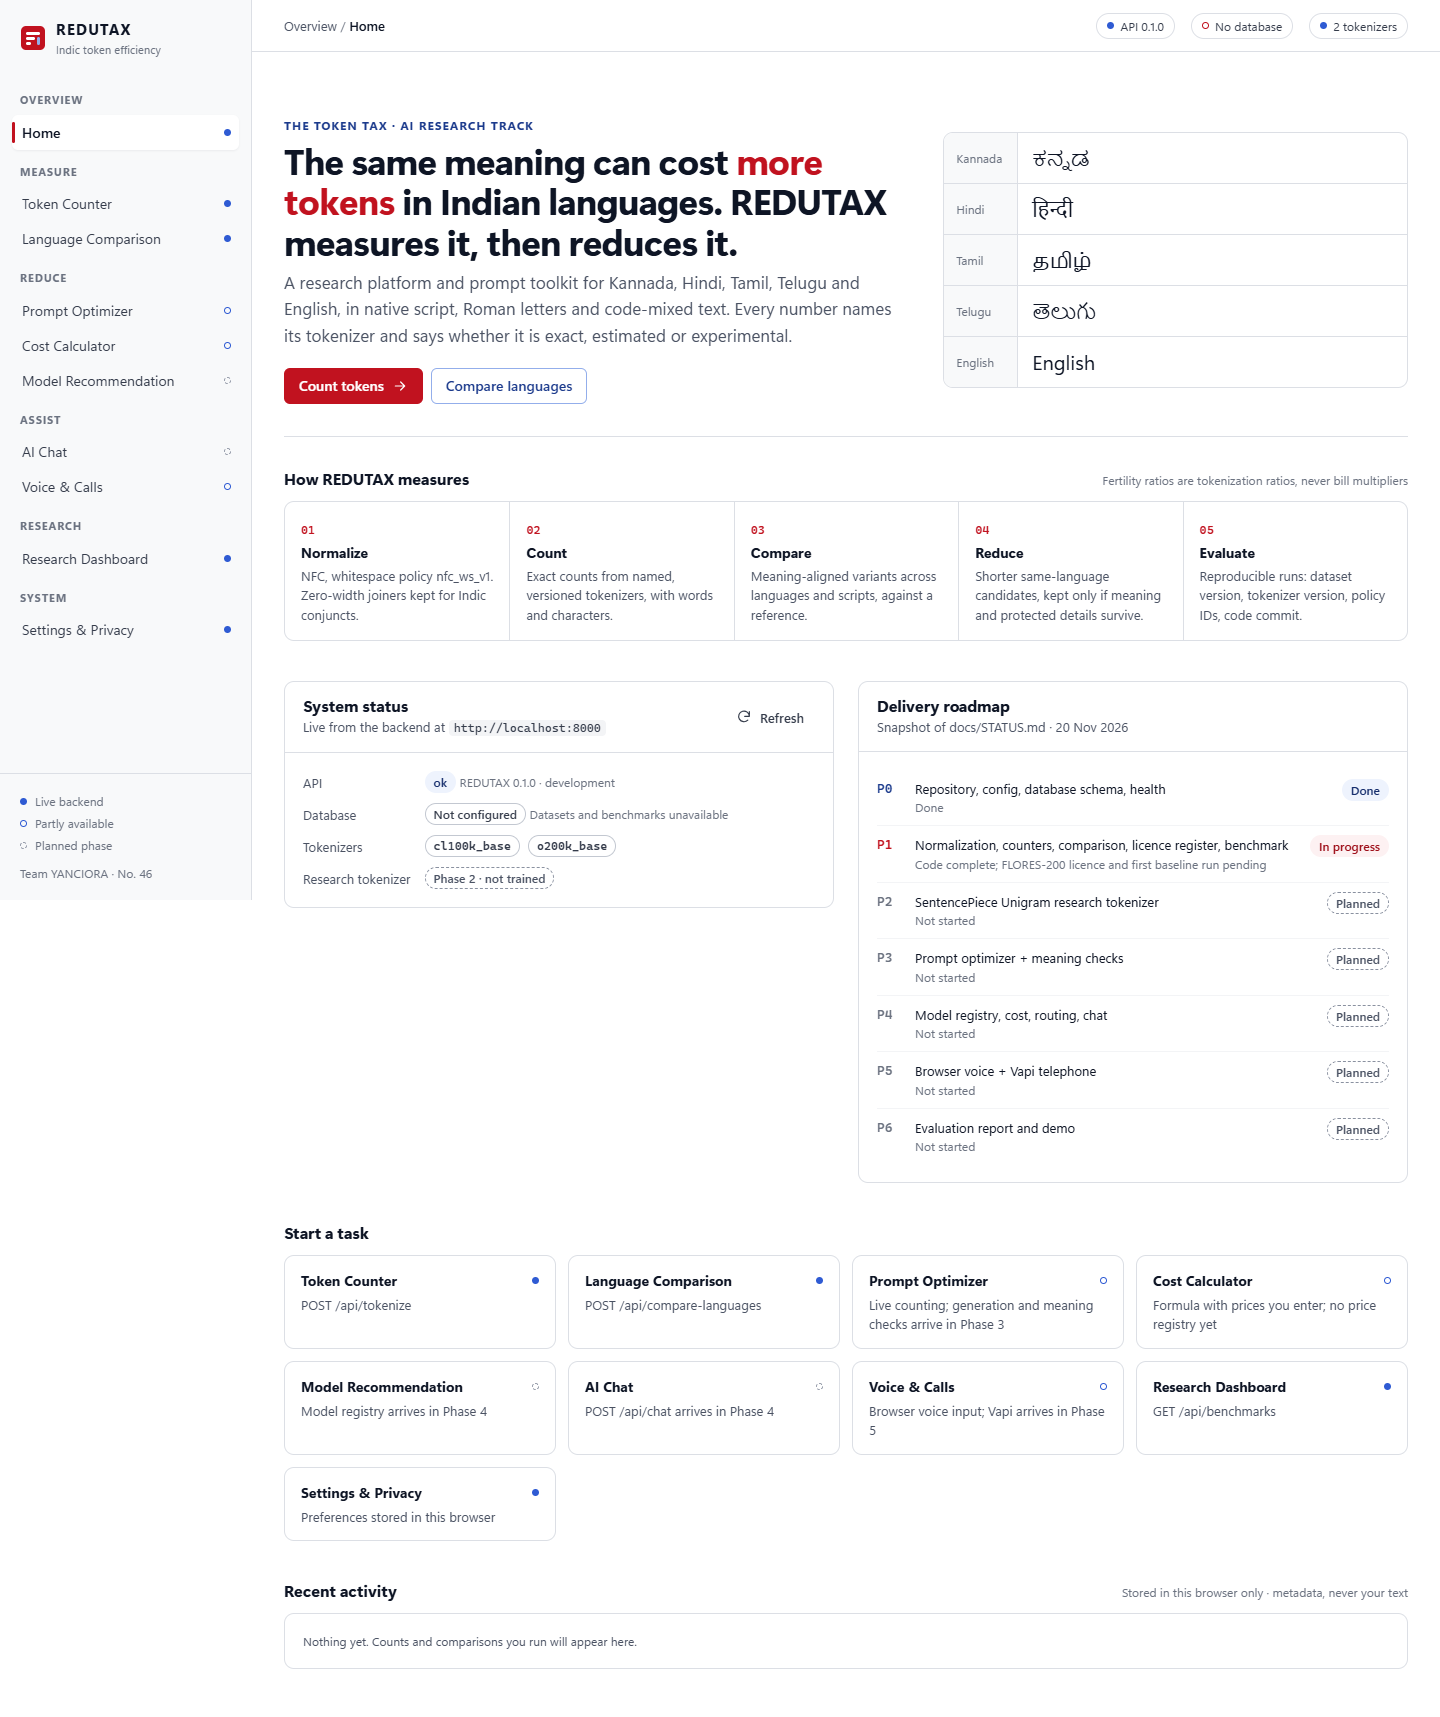 REDUTAX
Indic token efficiency
OVERVIEW
Home
MEASURE
Token Counter
Language Comparison
REDUCE
Prompt Optimizer
Cost Calculator
Model Recommendation
ASSIST
AI Chat
Voice & Calls
RESEARCH
Research Dashboard
SYSTEM
Settings & Privacy
Live backend
Partly available
Planned phase
Team YANCIORA · No. 46
Overview / Home
API 0.1.0
No database
2 tokenizers
THE TOKEN TAX · AI RESEARCH TRACK
The same meaning can cost more
tokens in Indian languages. REDUTAX
measures it, then reduces it.
A research platform and prompt toolkit for Kannada, Hindi, Tamil, Telugu and
English, in native script, Roman letters and code-mixed text. Every number names
its tokenizer and says whether it is exact, estimated or experimental.
Count tokens →
Compare languages
Kannada ಕನ್ನಡ
Hindi हिन्दी
Tamil தமிழ்
Telugu తెలుగు
English English
How REDUTAX measures
Fertility ratios are tokenization ratios, never bill multipliers
01
Normalize
NFC, whitespace policy nfc_ws_v1.
Zero-width joiners kept for Indic
conjuncts.
02
Count
Exact counts from named,
versioned tokenizers, with words
and characters.
03
Compare
Meaning-aligned variants across
languages and scripts, against a
reference.
04
Reduce
Shorter same-language
candidates, kept only if meaning
and protected details survive.
05
Evaluate
Reproducible runs: dataset
version, tokenizer version, policy
IDs, code commit.
System status
Live from the backend at http://localhost:8000
Refresh
API ok REDUTAX 0.1.0 · development
Database Not configured Datasets and benchmarks unavailable
Tokenizers cl100k_base o200k_base
Research tokenizer Phase 2 · not trained
Delivery roadmap
Snapshot of docs/STATUS.md · 20 Nov 2026
P0 Repository, config, database schema, health Done
Done
P1 Normalization, counters, comparison, licence register, benchmark In progress
Code complete; FLORES-200 licence and first baseline run pending
P2 SentencePiece Unigram research tokenizer Planned
Not started
P3 Prompt optimizer + meaning checks Planned
Not started
P4 Model registry, cost, routing, chat Planned
Not started
P5 Browser voice + Vapi telephone Planned
Not started
P6 Evaluation report and demo Planned
Not started
Start a task
Token Counter
POST /api/tokenize
Language Comparison
POST /api/compare-languages
Prompt Optimizer
Live counting; generation and meaning
checks arrive in Phase 3
Cost Calculator
Formula with prices you enter; no price
registry yet
Model Recommendation
Model registry arrives in Phase 4
AI Chat
POST /api/chat arrives in Phase 4
Voice & Calls
Browser voice input; Vapi arrives in Phase
5
Research Dashboard
GET /api/benchmarks
Settings & Privacy
Preferences stored in this browser
Recent activity
Stored in this browser only · metadata, never your text
Nothing yet. Counts and comparisons you run will appear here.